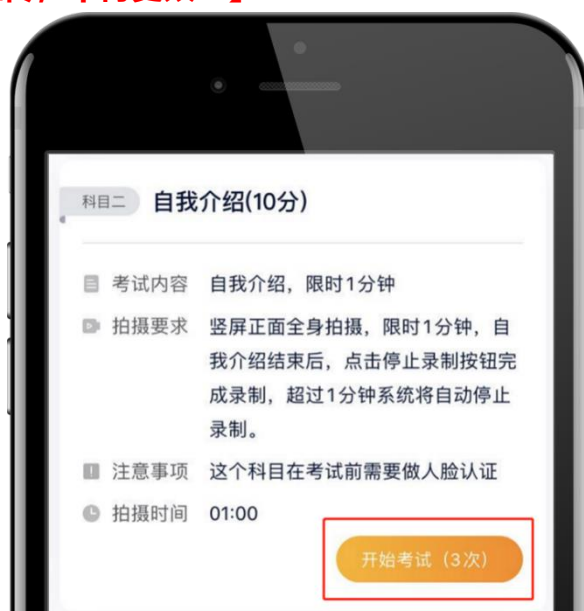 科目二 自我介绍(10分)
考试内容 自我介绍，限时1分钟
拍摄要求 竖屏正面全身拍摄，限时1分钟，自
我介绍结束后，点击停止录制按钮完
成录制，超过1分钟系统将自动停止
录制。
注意事项 这个科目在考试前需要做人脸认证
拍摄时间 01:00
开始考试（3次）